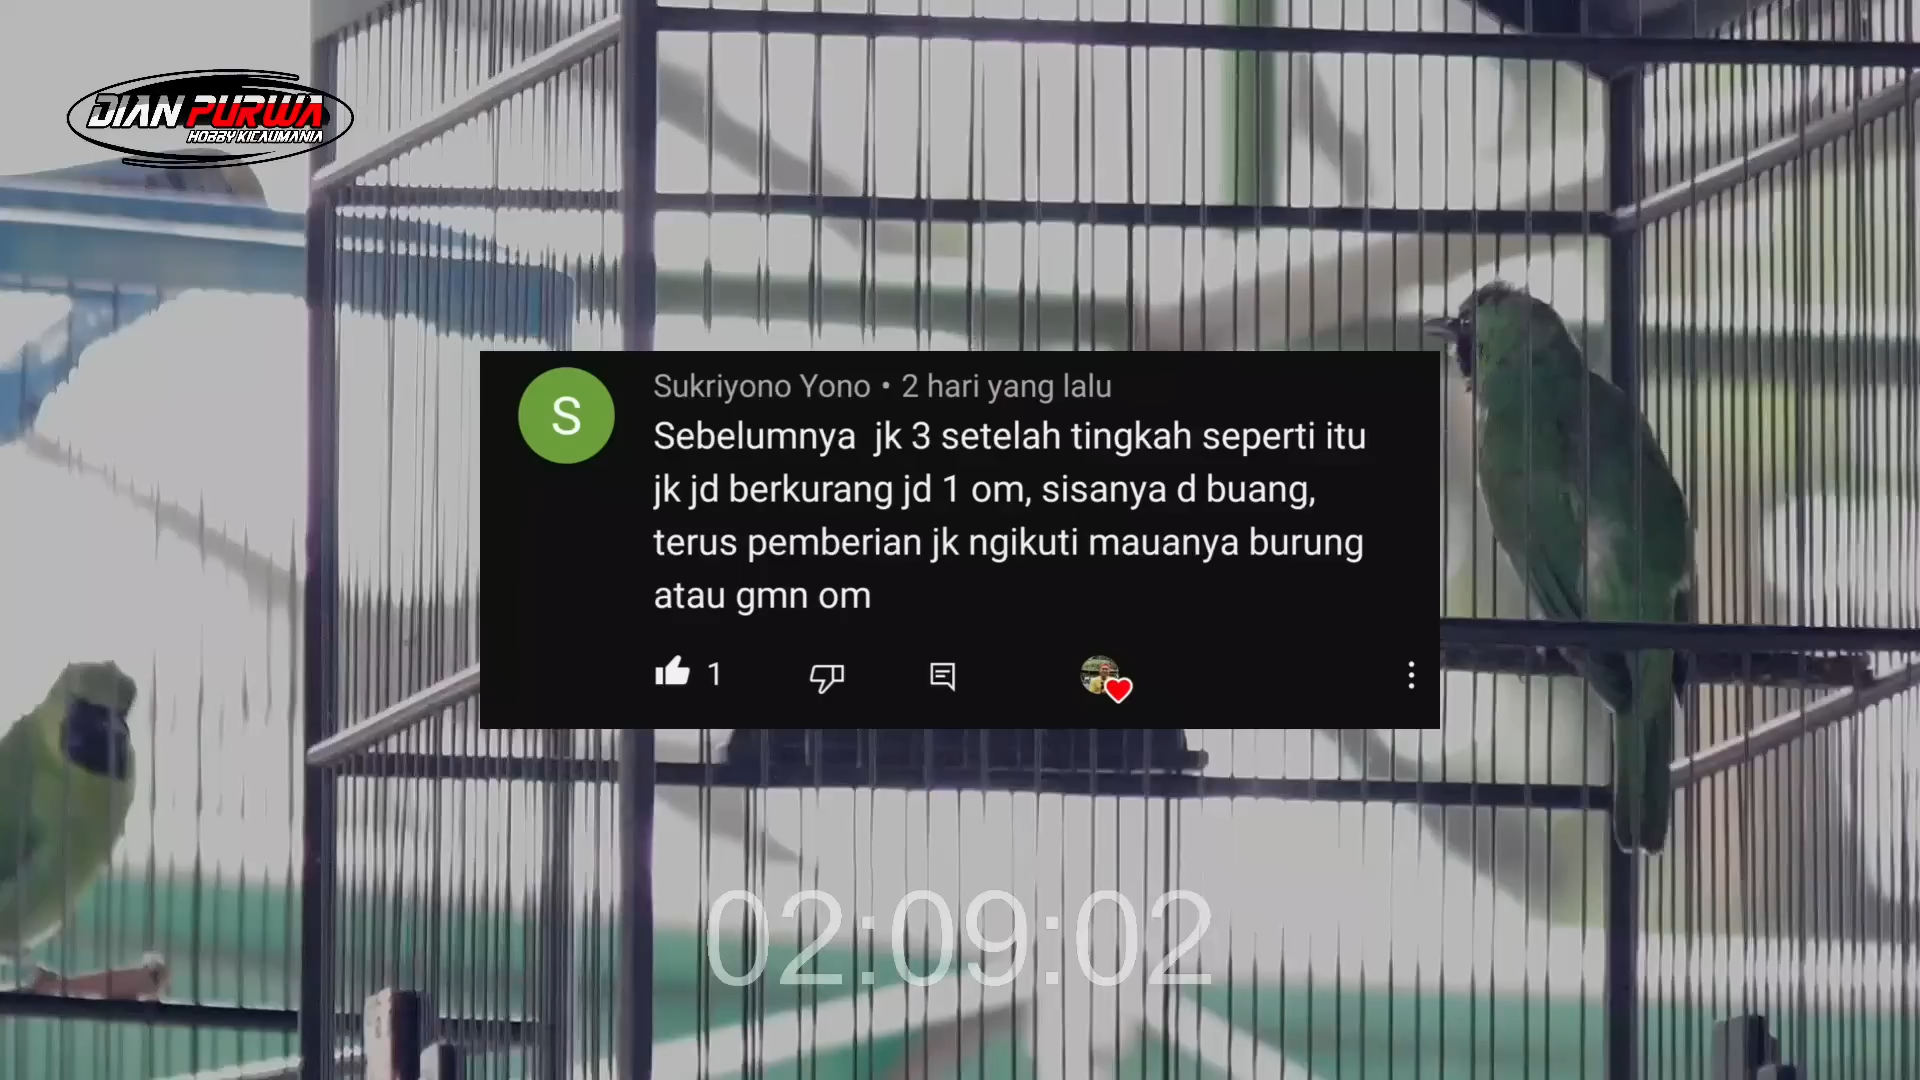 DIAN PURWA
HOBBY KICAUMANIA
S
Sukriyono Yono • 2 hari yang lalu
Sebelumnya  jk 3 setelah tingkah seperti itu
jk jd berkurang jd 1 om, sisanya d buang,
terus pemberian jk ngikuti mauanya burung
atau gmn om
1
02:09:02